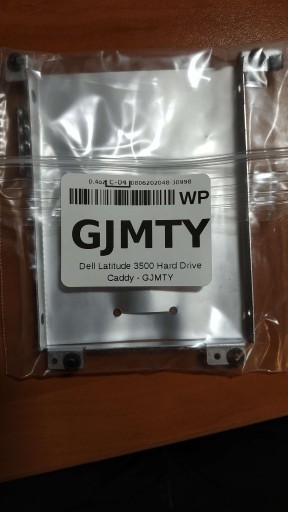 WP
GJMTY
Dell Latitude 3500 Hard Drive
Caddy - GJMTY